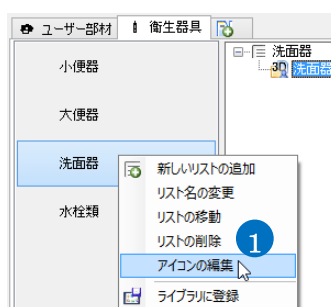 ユーザー部材 衛生器具
小便器
大便器
洗面器
水栓類
洗面器
3D 洗面器
新しいリストの追加
リスト名の変更
リストの移動
リストの削除
アイコンの編集
ライブラリに登録
1